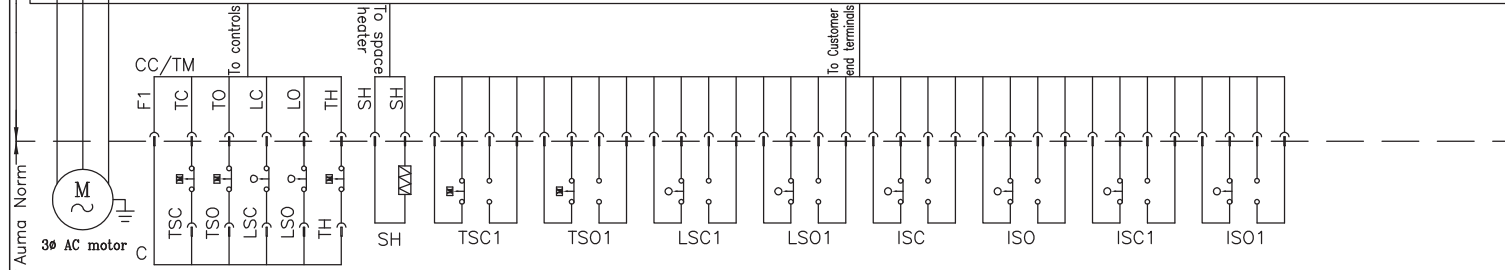 To controls
To space
heater
To Customer
end terminals
CC/TM
F1
TC
TO
LC
LO
TH
SH
SH
Auma Norm
M
3ø AC motor
C
TSC
TSO
LSC
LSO
TH
SH
TSC1
TSO1
LSC1
LSO1
ISC
ISO
ISC1
ISO1